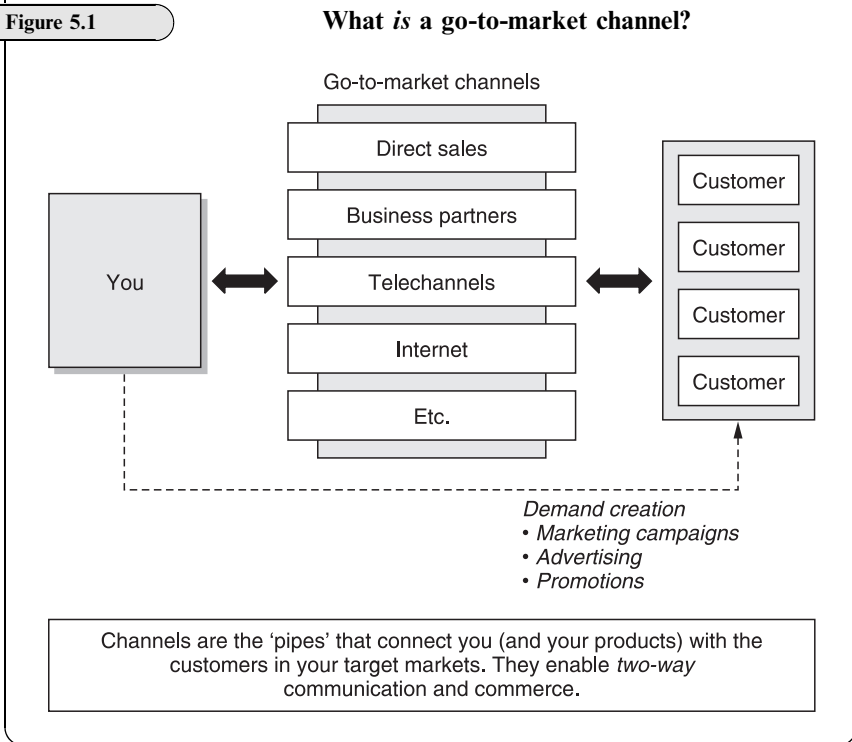 Figure 5.1
What is a go-to-market channel?
Go-to-market channels
Direct sales
Business partners
Telechannels
Internet
Etc.
You
Customer
Customer
Customer
Customer
Demand creation
• Marketing campaigns
• Advertising
• Promotions
Channels are the ‘pipes’ that connect you (and your products) with the
customers in your target markets. They enable two-way
communication and commerce.